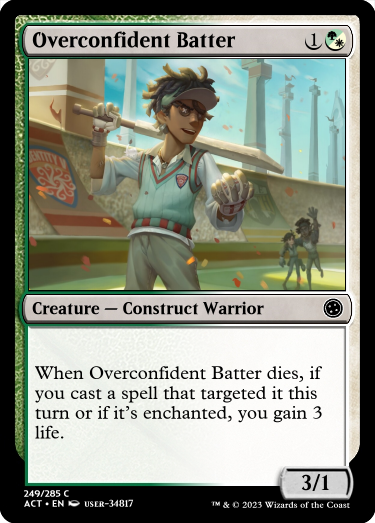 Overconfident Batter 1
Creature — Construct Warrior
When Overconfident Batter dies, if
you cast a spell that targeted it this
turn or if it's enchanted, you gain 3
life.
3/1
249/285 C
ACT • EN USER-34817
™ & © 2023 Wizards of the Coast